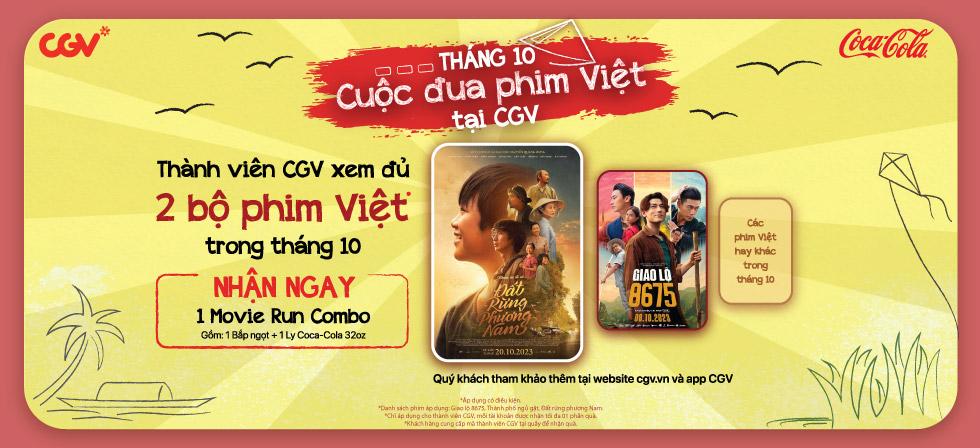 CGV*
Coca-Cola
THÁNG 10
Cuộc đua phim Việt
tại CGV
Thành viên CGV xem đủ
2 bộ phim Việt*
trong tháng 10
NHẬN NGAY
1 Movie Run Combo
Gồm: 1 Bắp ngọt + 1 Ly Coca-Cola 32oz
Đất
Rừng
Phương
Nam
20.10.2023
GIAO LỘ
8675
06.10.2023
Các
phim Việt
hay khác
trong
tháng 10
Quý khách tham khảo thêm tại website cgv.vn và app CGV
*Áp dụng có điều kiện.
*Danh sách phim áp dụng: Giao lộ 8675, Thành phố ngủ gật, Đất rừng phương Nam.
*Chỉ áp dụng cho thành viên CGV, mỗi tài khoản được nhận tối đa 01 phần quà.
*Khách hàng cung cấp mã thành viên CGV tại quầy để nhận quà.